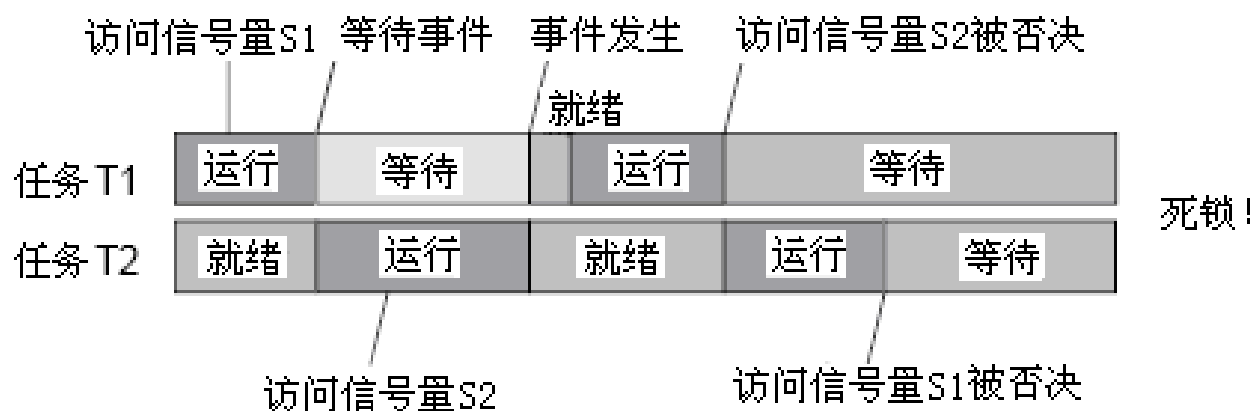 访问信号量S1 等待事件 事件发生 访问信号量S2被否决
就绪
任务T1 运行 等待 运行 等待
死锁!
任务T2 就绪 运行 就绪 运行 等待
访问信号量S2 访问信号量S1被否决